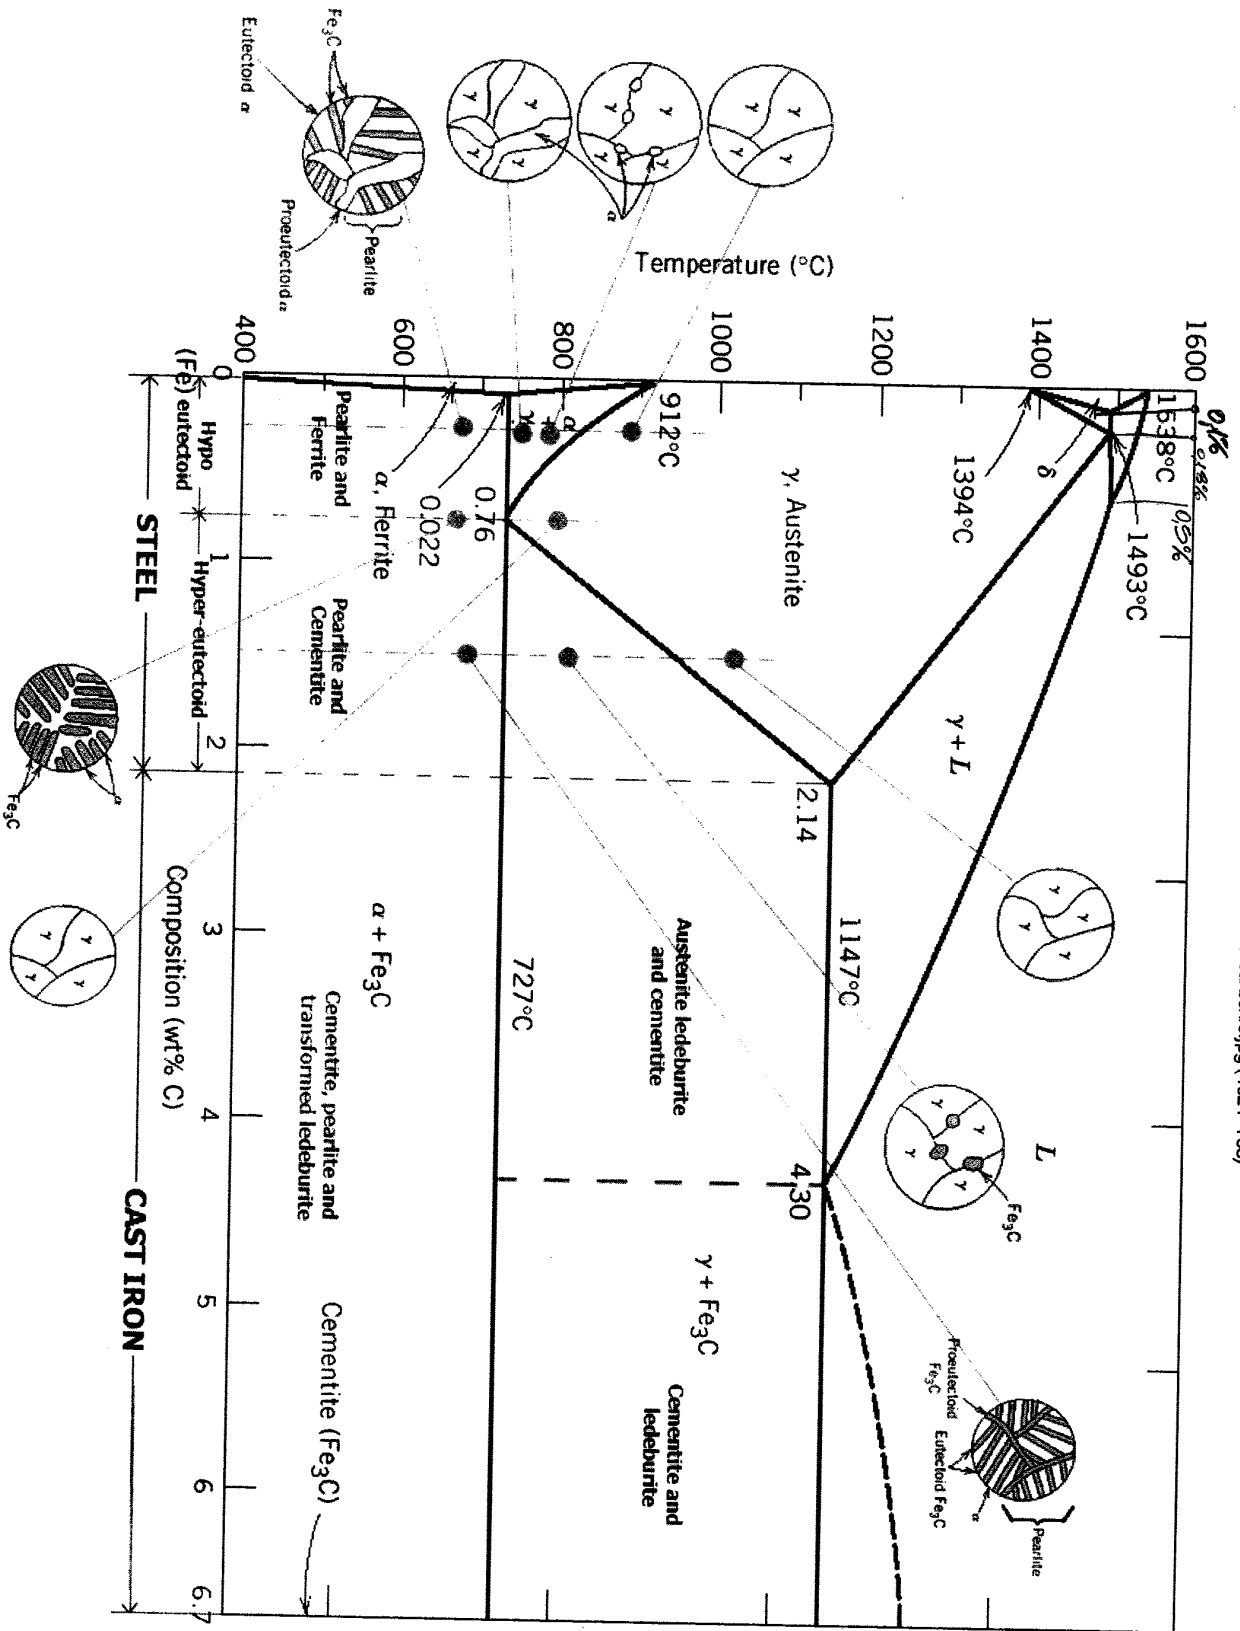 Temperature (°C)
1600
1400
1200
1000
800
600
400
0,1%
0,18%
0,5%
1538°C
1493°C
δ
1394°C
L
γ + L
γ, Austenite
912°C
1147°C
2.14
4.30
α
+
γ
Austenite ledeburite
and cementite
γ + Fe₃C
Cementite and
ledeburite
727°C
0.76
0.022
α, Ferrite
α + Fe₃C
Pearlite and
Ferrite
Pearlite and
Cementite
Cementite, pearlite and
transformed ledeburite
Cementite (Fe₃C)
0
1
2
3
4
5
6
6.7
(Fe)
Composition (wt% C)
Hypo
eutectoid
Hyper-eutectoid
STEEL
CAST IRON
γ
γ
γ
γ
γ
γ
γ
α
γ
γ
γ
γ
Fe₃C
Eutectoid α
Pearlite
Proeutectoid α
α
Fe₃C
γ
γ
γ
γ
γ
γ
γ
γ
γ
γ
γ
Fe₃C
Proeutectoid
Fe₃C
Eutectoid Fe₃C
α
Pearlite